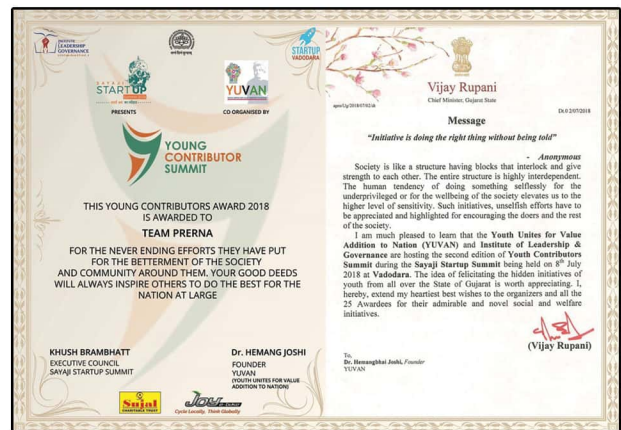 INSTITUTE
LEADERSHIP
GOVERNANCE
STARTUP
VADODARA
SAYAJI
STARTUP
YUVAN
PRESENTS
CO ORGANISED BY
YOUNG
CONTRIBUTOR
SUMMIT
THIS YOUNG CONTRIBUTORS AWARD 2018
IS AWARDED TO
TEAM PRERNA
FOR THE NEVER ENDING EFFORTS THEY HAVE PUT
FOR THE BETTERMENT OF THE SOCIETY
AND COMMUNITY AROUND THEM. YOUR GOOD DEEDS
WILL ALWAYS INSPIRE OTHERS TO DO THE BEST FOR THE
NATION AT LARGE
KHUSH BRAMBHATT
EXECUTIVE COUNCIL
SAYAJI STARTUP SUMMIT
Dr. HEMANG JOSHI
FOUNDER
YUVAN
(YOUTH UNITES FOR VALUE
ADDITION TO NATION)
Sujal
CHARITABLE TRUST
JOY
Cycle Locally, Think Globally
Vijay Rupani
Chief Minister, Gujarat State
Dt.02/07/2018
Message
"Initiative is doing the right thing without being told"
- Anonymous
Society is like a structure having blocks that interlock and give
strength to each other. The entire structure is highly interdependent.
The human tendency of doing something selflessly for the
underprivileged or for the wellbeing of the society elevates us to the
higher level of sensitivity. Such initiatives, unselfish efforts have to
be appreciated and highlighted for encouraging the doers and the rest
of the society.
I am much pleased to learn that the Youth Unites for Value
Addition to Nation (YUVAN) and Institute of Leadership &
Governance are hosting the second edition of Youth Contributors
Summit during the Sayaji Startup Summit being held on 8th July
2018 at Vadodara. The idea of felicitating the hidden initiatives of
youth from all over the State of Gujarat is worth appreciating. I,
hereby, extend my heartiest best wishes to the organizers and all the
25 Awardees for their admirable and novel social and welfare
initiatives.
(Vijay Rupani)
To,
Dr. Hemangbhai Joshi, Founder
YUVAN